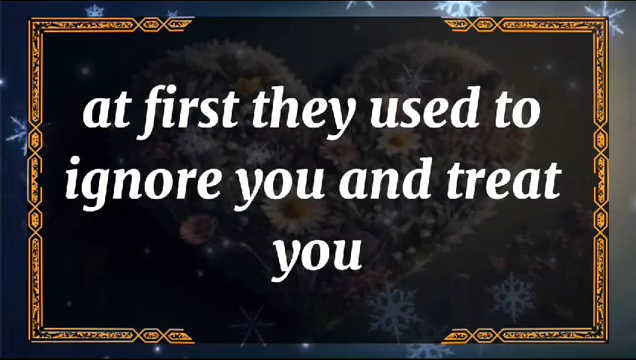 at first they used to
ignore you and treat
you